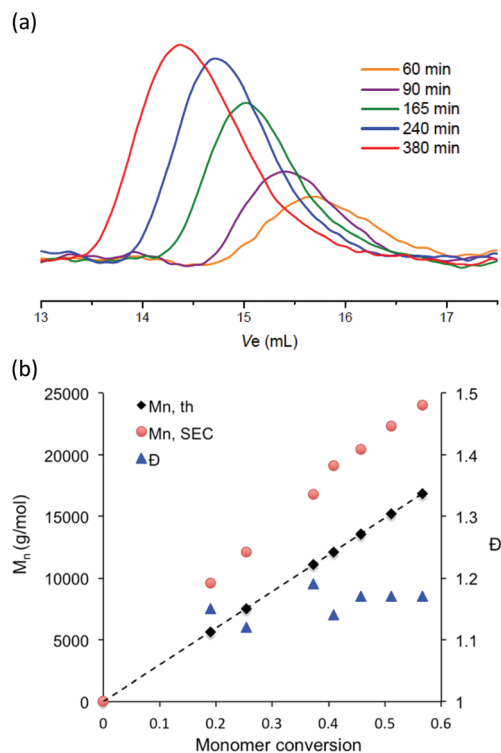 (a)
60 min
90 min
165 min
240 min
380 min
13 14 15 16 17
Ve (mL)
(b)
25000
20000
15000
10000
5000
0
Mn, th
Mn, SEC
Đ
1.5
1.4
1.3
1.2
1.1
1
Mn (g/mol)
Đ
0 0.1 0.2 0.3 0.4 0.5 0.6
Monomer conversion